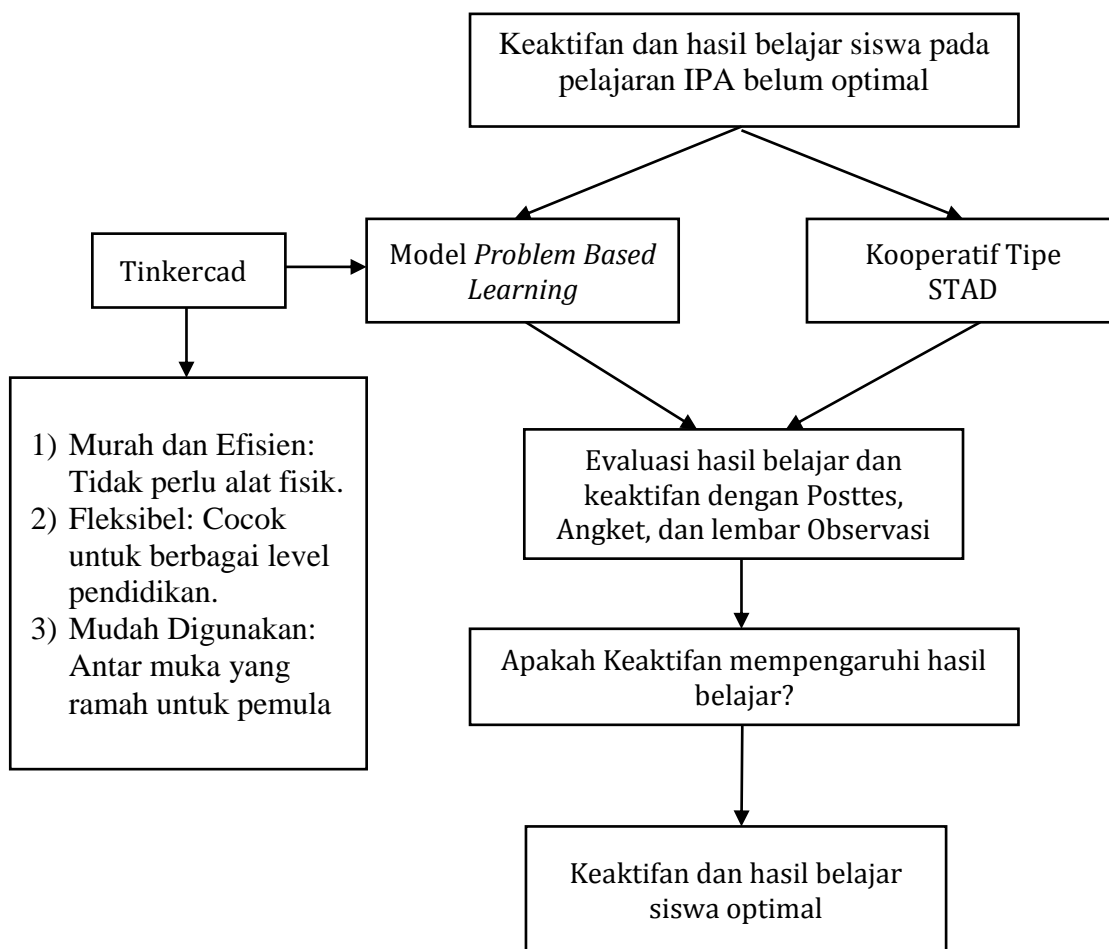 Keaktifan dan hasil belajar siswa pada
pelajaran IPA belum optimal
Tinkercad
Model Problem Based
Learning
Kooperatif Tipe
STAD
1) Murah dan Efisien:
Tidak perlu alat fisik.
2) Fleksibel: Cocok
untuk berbagai level
pendidikan.
3) Mudah Digunakan:
Antar muka yang
ramah untuk pemula
Evaluasi hasil belajar dan
keaktifan dengan Posttes,
Angket, dan lembar Observasi
Apakah Keaktifan mempengaruhi hasil
belajar?
Keaktifan dan hasil belajar
siswa optimal